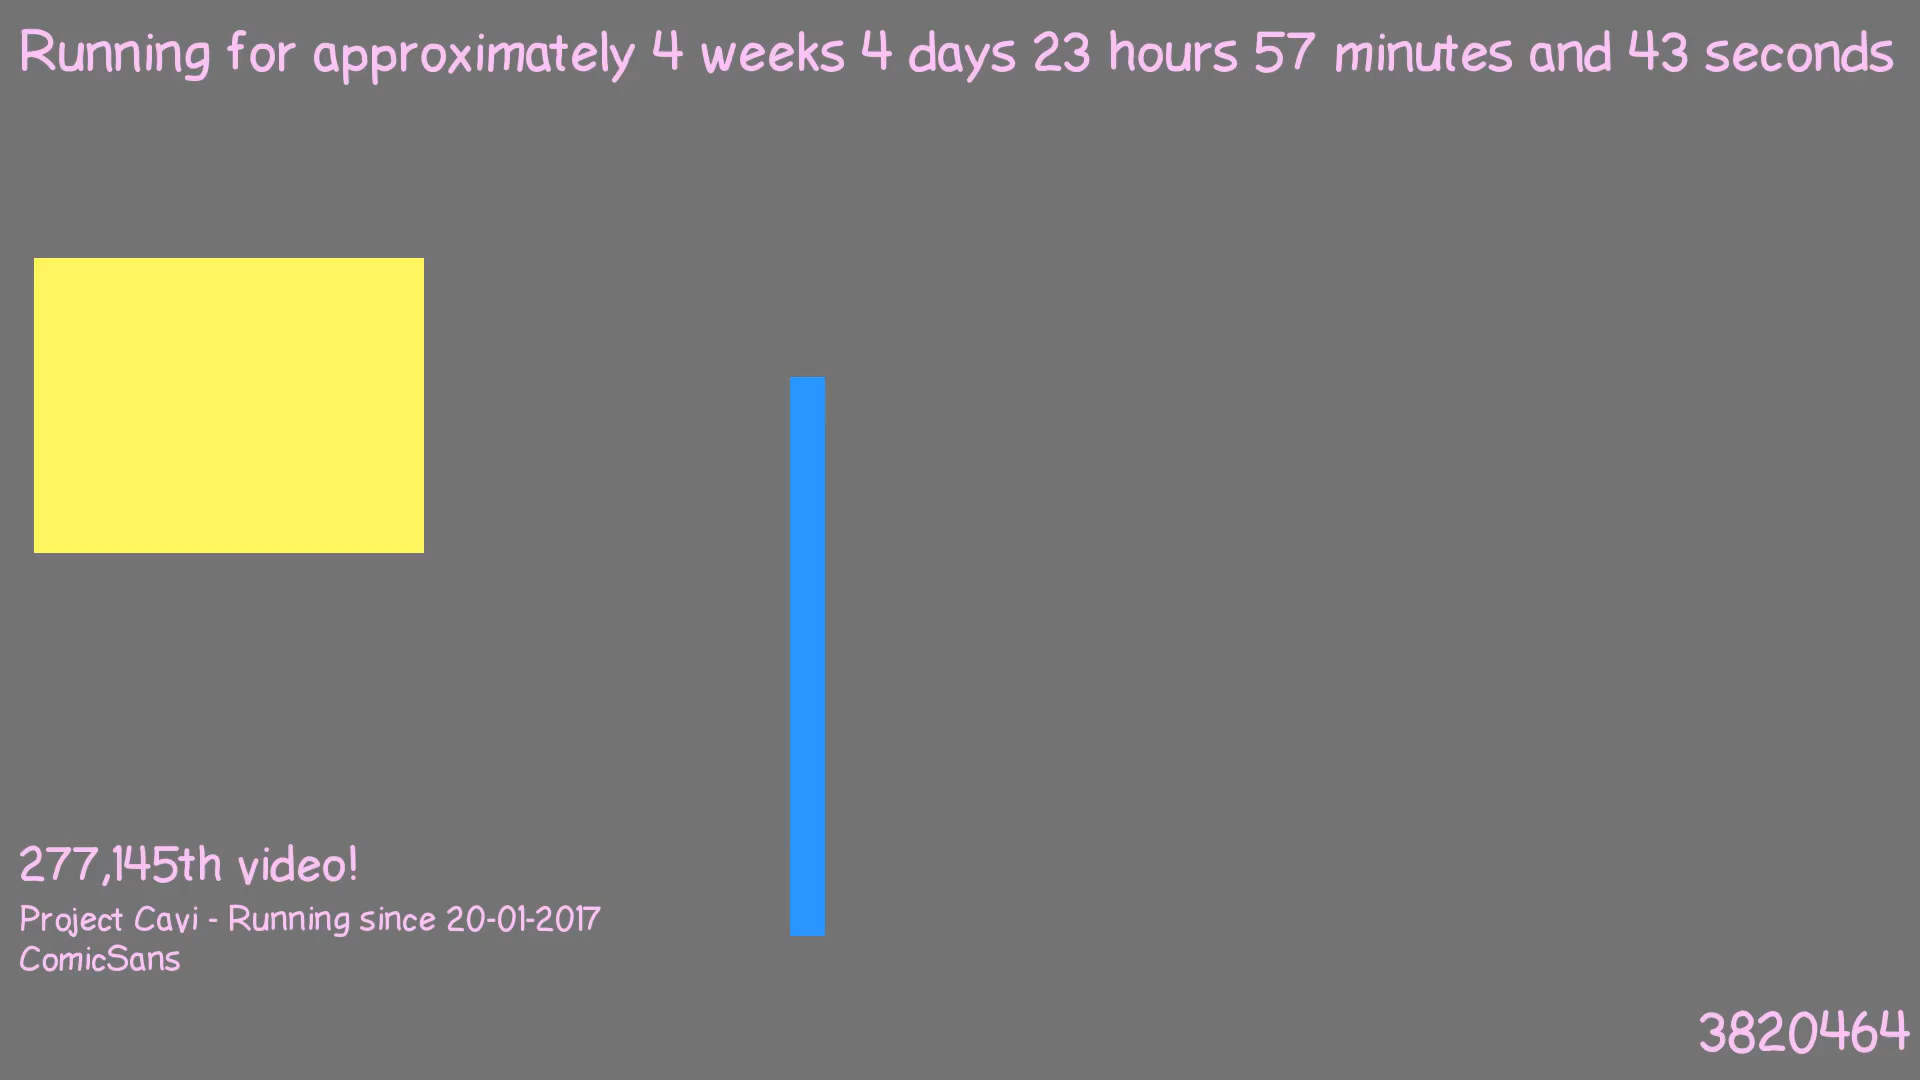 Running for approximately 4 weeks 4 days 23 hours 57 minutes and 43 seconds
277,145th video!
Project Cavi - Running since 20-01-2017
ComicSans
3820464